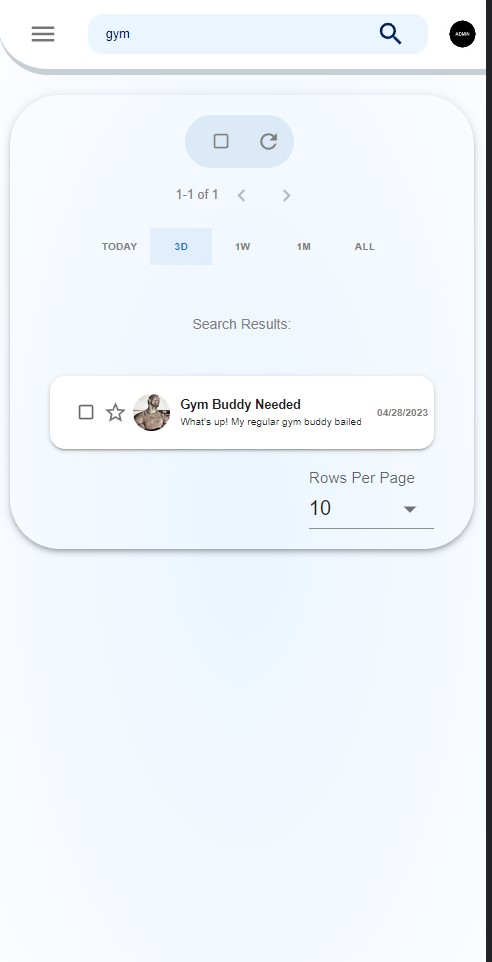 gym
ADMIN
1-1 of 1
TODAY 3D 1W 1M ALL
Search Results:
Gym Buddy Needed
What's up! My regular gym buddy bailed
04/28/2023
Rows Per Page
10